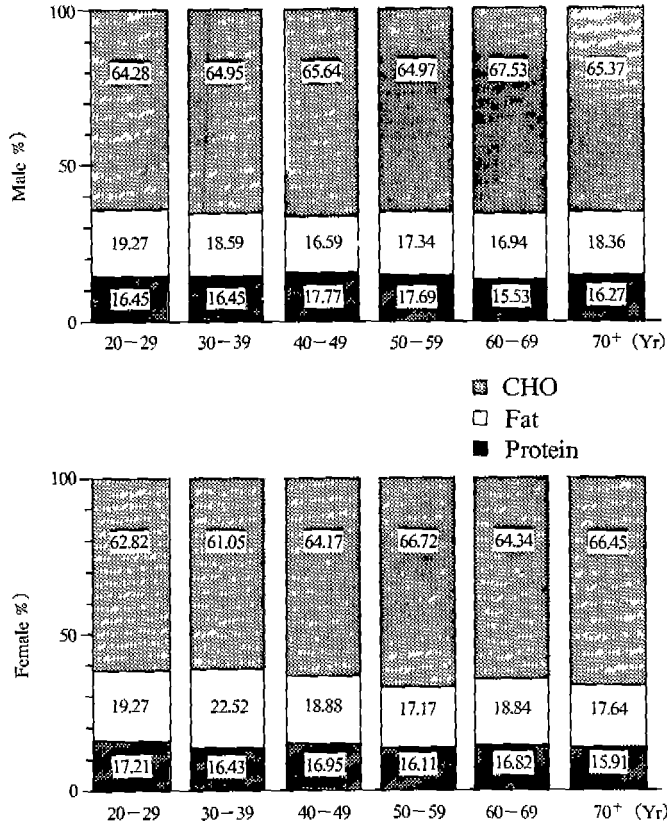 100
64.28 64.95 65.64 64.97 67.53 65.37
Male %)
50
19.27 18.59 16.59 17.34 16.94 18.36
16.45 16.45 17.77 17.69 15.53 16.27
0
20-29 30-39 40-49 50-59 60-69 70+ (Yr)
CHO
Fat
Protein
100
62.82 61.05 64.17 66.72 64.34 66.45
Female %)
50
19.27 22.52 18.88 17.17 18.84 17.64
17.21 16.43 16.95 16.11 16.82 15.91
0
20-29 30-39 40-49 50-59 60-69 70+ (Yr)